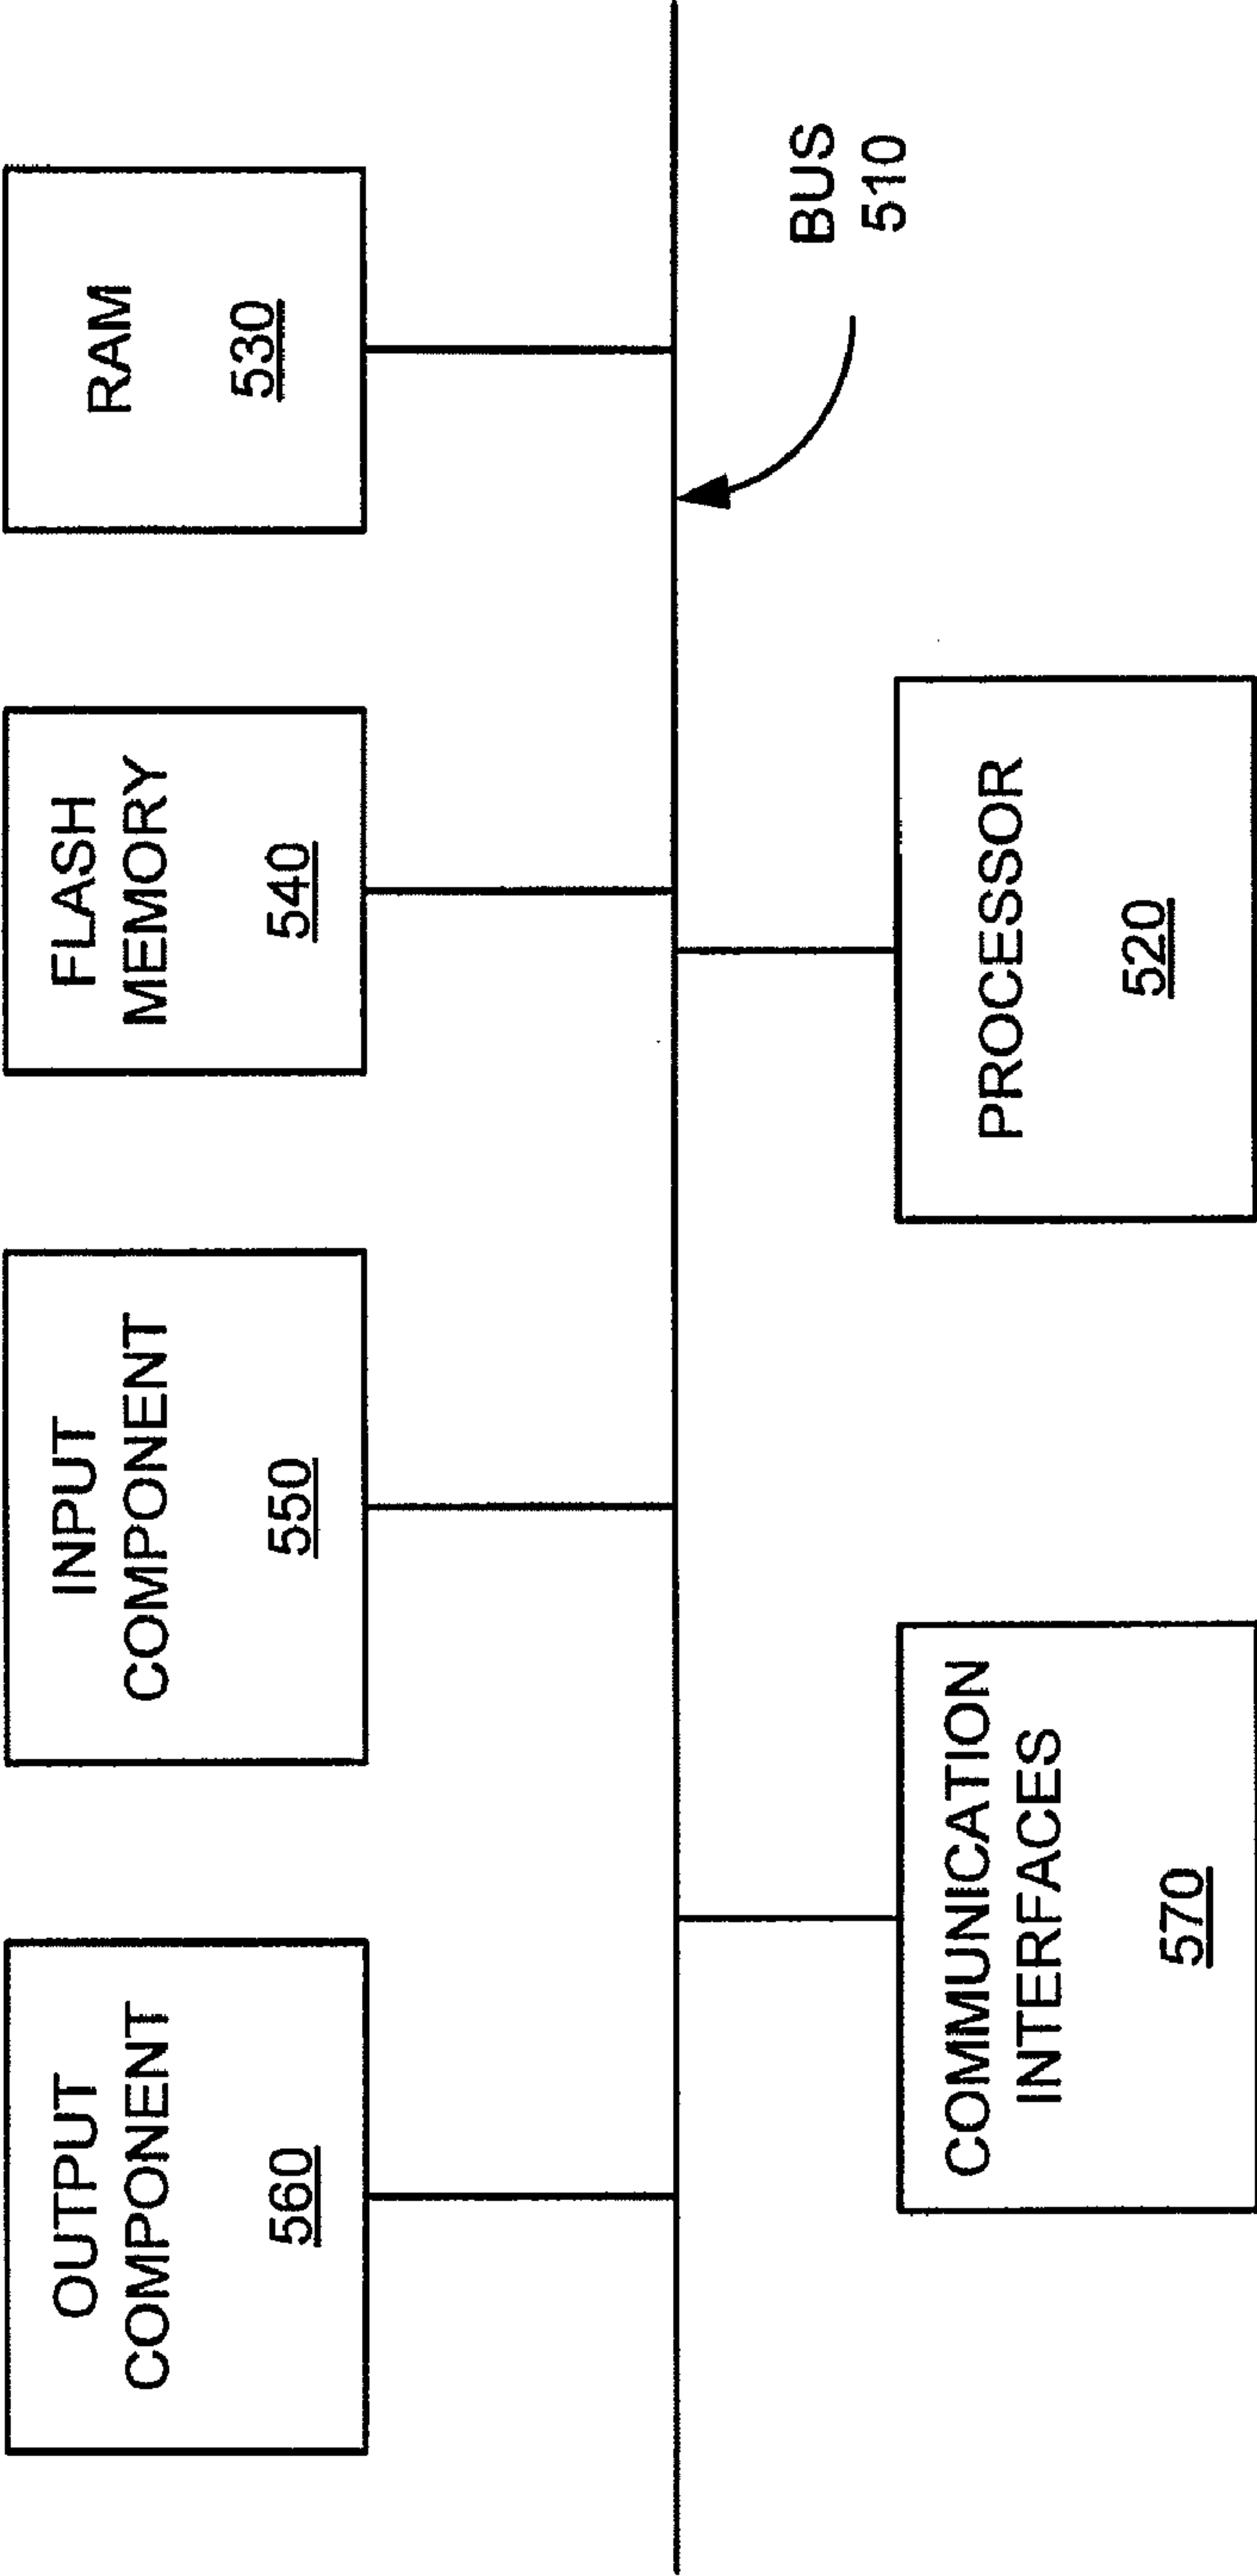 OUTPUT
COMPONENT
560
INPUT
COMPONENT
550
FLASH
MEMORY
540
RAM
530
BUS
510
COMMUNICATION
INTERFACES
570
PROCESSOR
520